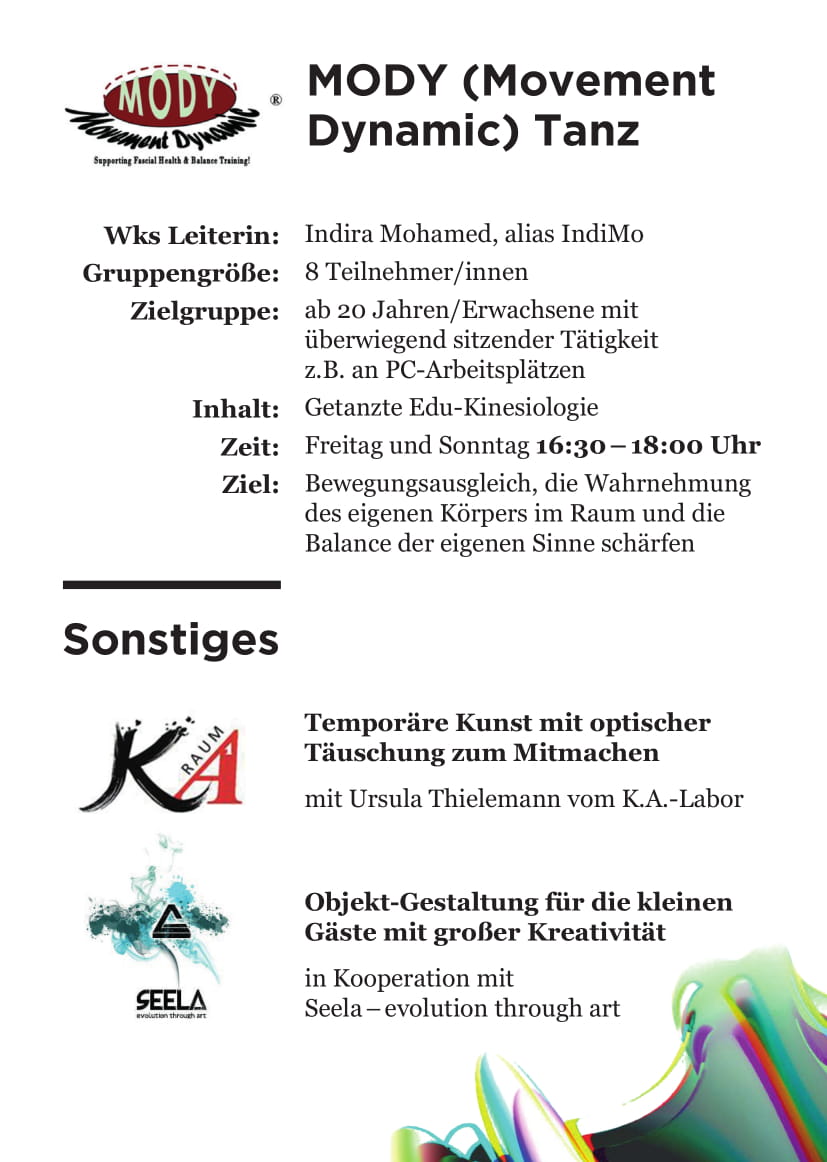 MODY
Movement Dynamic
®
Supporting Fascial Health & Balance Training!
MODY (Movement
Dynamic) Tanz
Wks Leiterin: Indira Mohamed, alias IndiMo
Gruppengröße: 8 Teilnehmer/innen
Zielgruppe: ab 20 Jahren/Erwachsene mit
überwiegend sitzender Tätigkeit
z.B. an PC-Arbeitsplätzen
Inhalt: Getanzte Edu-Kinesiologie
Zeit: Freitag und Sonntag 16:30 – 18:00 Uhr
Ziel: Bewegungsausgleich, die Wahrnehmung
des eigenen Körpers im Raum und die
Balance der eigenen Sinne schärfen
Sonstiges
K RAUM A1
Temporäre Kunst mit optischer
Täuschung zum Mitmachen
mit Ursula Thielemann vom K.A.-Labor
SEELA
evolution through art
Objekt-Gestaltung für die kleinen
Gäste mit großer Kreativität
in Kooperation mit
Seela – evolution through art